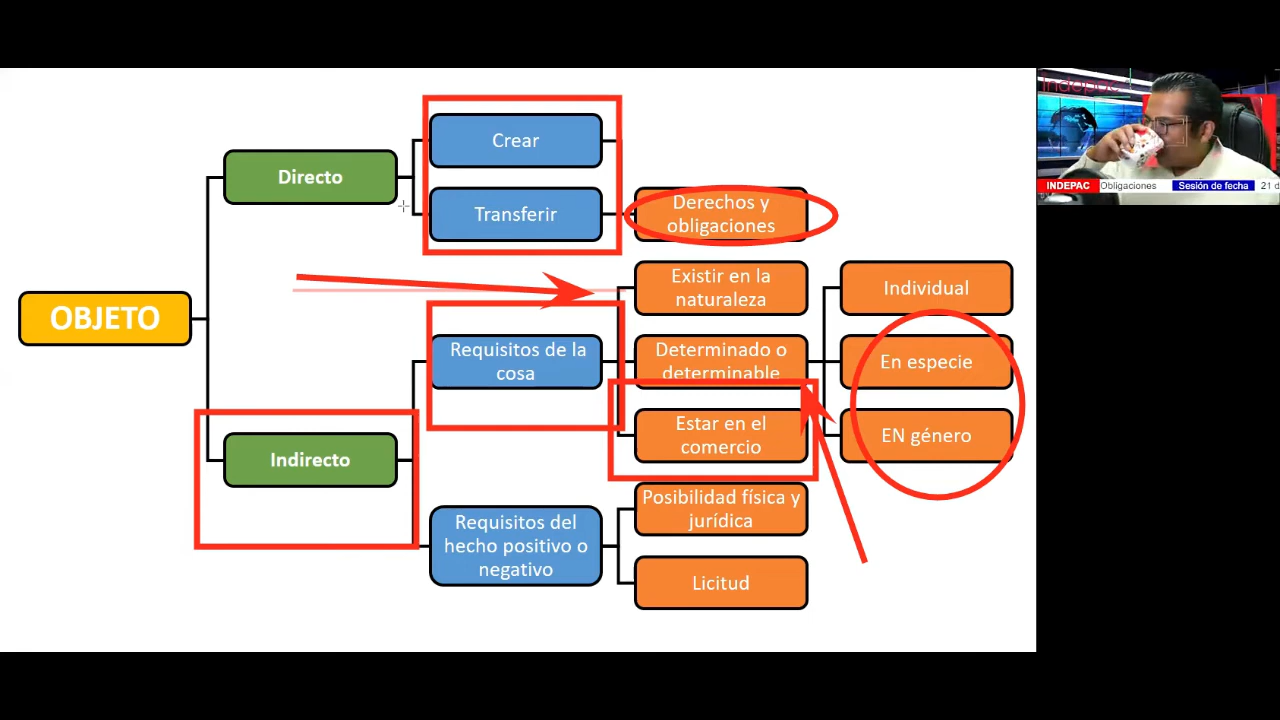 Crear
Directo
Transferir
Derechos y
obligaciones
OBJETO
Existir en la
naturaleza
Individual
Requisitos de la
cosa
Determinado o
determinable
En especie
Estar en el
comercio
EN género
Indirecto
Requisitos del
hecho positivo o
negativo
Posibilidad física y
jurídica
Licitud
Indepac
INDEPAC Obligaciones Sesión de fecha 21 d